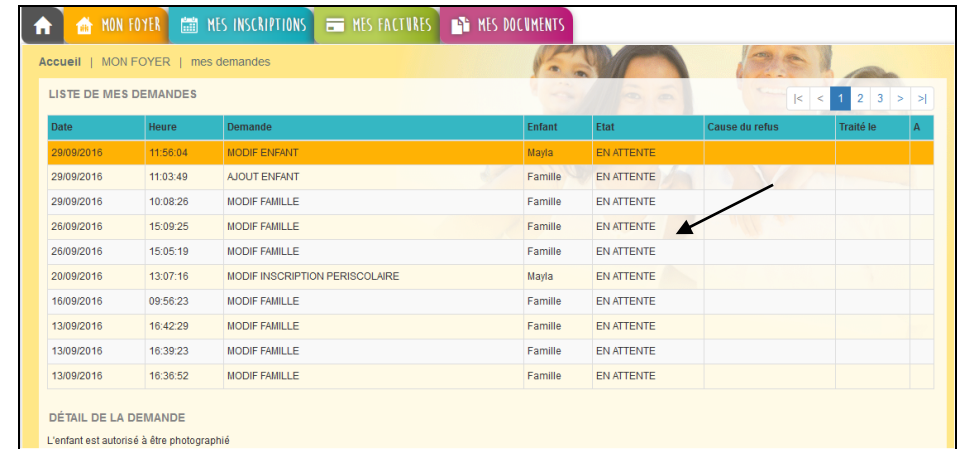 MON FOYER MES INSCRIPTIONS MES FACTURES MES DOCUMENTS
Accueil | MON FOYER | mes demandes
LISTE DE MES DEMANDES
|< < 1 2 3 > >|
Date Heure Demande Enfant Etat Cause du refus Traité le A
29/09/2016 11:56:04 MODIF ENFANT Mayla EN ATTENTE
29/09/2016 11:03:49 AJOUT ENFANT Famille EN ATTENTE
29/09/2016 10:08:26 MODIF FAMILLE Famille EN ATTENTE
26/09/2016 15:09:25 MODIF FAMILLE Famille EN ATTENTE
26/09/2016 15:05:19 MODIF FAMILLE Famille EN ATTENTE
20/09/2016 13:07:16 MODIF INSCRIPTION PERISCOLAIRE Mayla EN ATTENTE
16/09/2016 09:56:23 MODIF FAMILLE Famille EN ATTENTE
13/09/2016 16:42:29 MODIF FAMILLE Famille EN ATTENTE
13/09/2016 16:39:23 MODIF FAMILLE Famille EN ATTENTE
13/09/2016 16:36:52 MODIF FAMILLE Famille EN ATTENTE
DÉTAIL DE LA DEMANDE
L'enfant est autorisé à être photographié